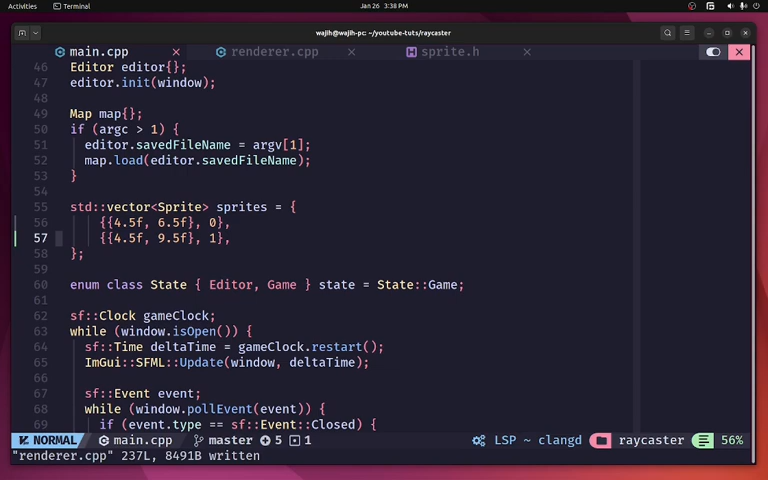 Activities Terminal Jan 26 3:38 PM
wajih@wajih-pc: ~/youtube-tuts/raycaster
main.cpp renderer.cpp sprite.h
46 Editor editor{};
47 editor.init(window);
48
49 Map map{};
50 if (argc > 1) {
51 editor.savedFileName = argv[1];
52 map.load(editor.savedFileName);
53 }
54
55 std::vector<Sprite> sprites = {
56 {{4.5f, 6.5f}, 0},
57 {{4.5f, 9.5f}, 1},
58 };
59
60 enum class State { Editor, Game } state = State::Game;
61
62 sf::Clock gameClock;
63 while (window.isOpen()) {
64 sf::Time deltaTime = gameClock.restart();
65 ImGui::SFML::Update(window, deltaTime);
66
67 sf::Event event;
68 while (window.pollEvent(event)) {
69 if (event.type == sf::Event::Closed) {
NORMAL main.cpp master 5 1 LSP ~ clangd raycaster 56%
"renderer.cpp" 237L, 8491B written